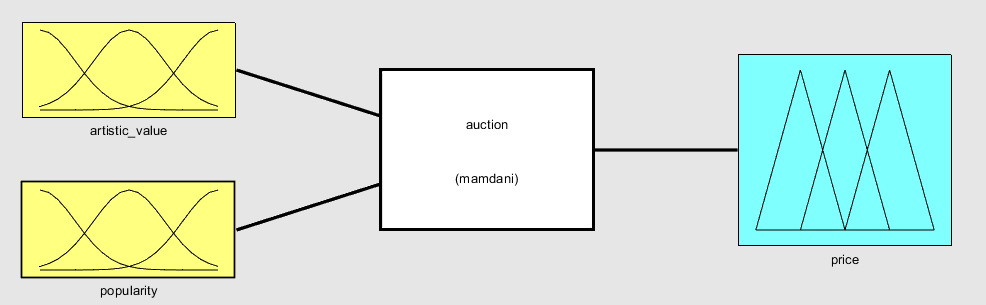 artistic_value
popularity
auction
(mamdani)
price